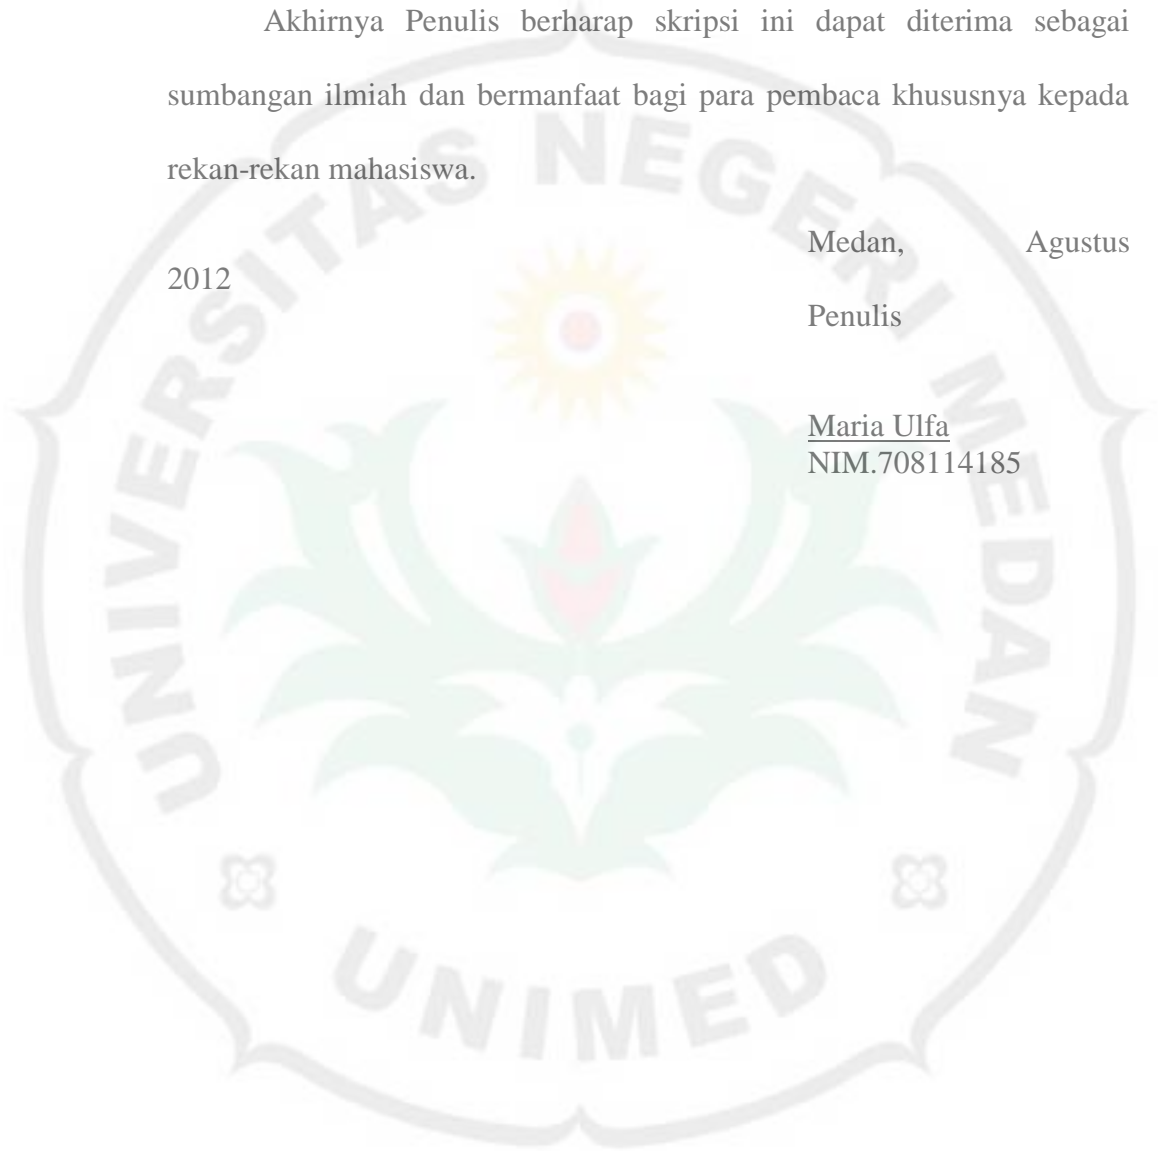 Akhirnya Penulis berharap skripsi ini dapat diterima sebagai
sumbangan ilmiah dan bermanfaat bagi para pembaca khususnya kepada
rekan-rekan mahasiswa.
Medan, Agustus
2012
Penulis
Maria Ulfa
NIM.708114185
UNIVERSITAS NEGERI MEDAN
UNIMED